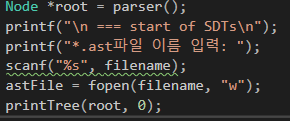 Node *root = parser();
printf("\n === start of SDTs\n");
printf("*.ast파일 이름 입력: ");
scanf("%s", filename);
astFile = fopen(filename, "w");
printTree(root, 0);